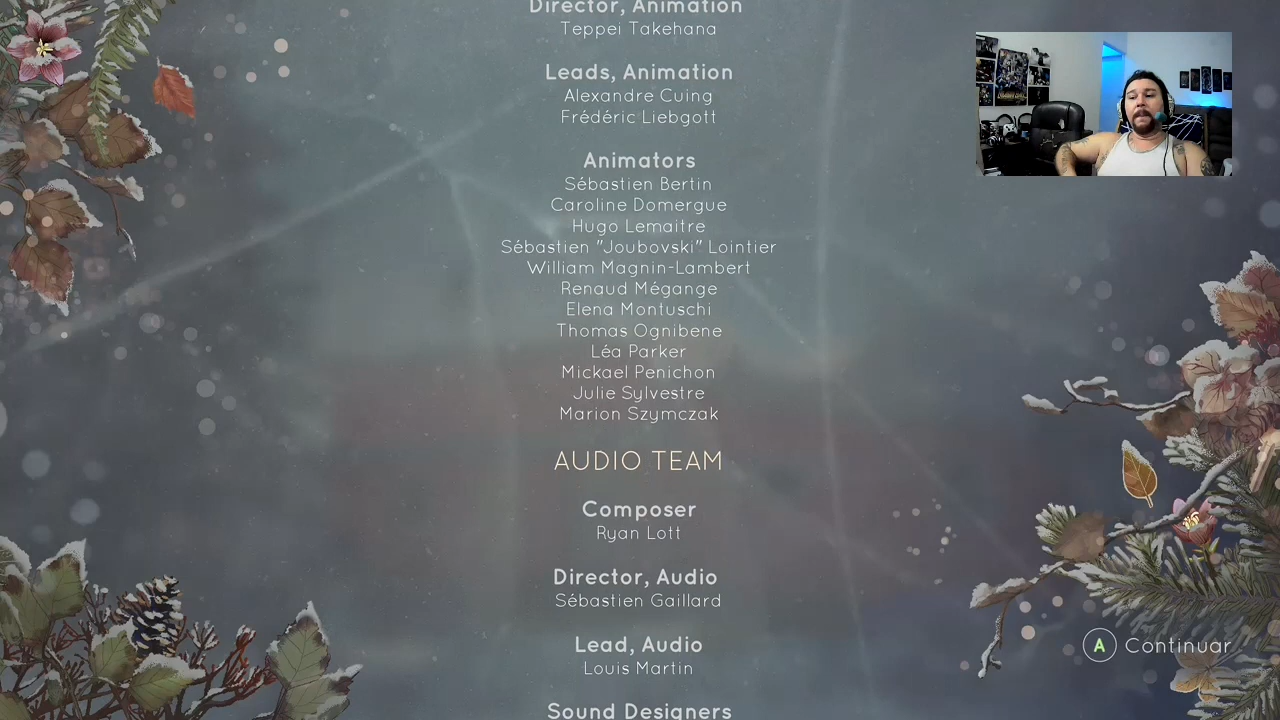 Director, Animation
Teppei Takehana
Leads, Animation
Alexandre Cuing
Frédéric Liebgott
Animators
Sébastien Bertin
Caroline Domergue
Hugo Lemaitre
Sébastien "Joubovski" Lointier
William Magnin-Lambert
Renaud Mégange
Elena Montuschi
Thomas Ognibene
Léa Parker
Mickael Penichon
Julie Sylvestre
Marion Szymczak
AUDIO TEAM
Composer
Ryan Lott
Director, Audio
Sébastien Gaillard
Lead, Audio
Louis Martin
Sound Designers
A Continuar